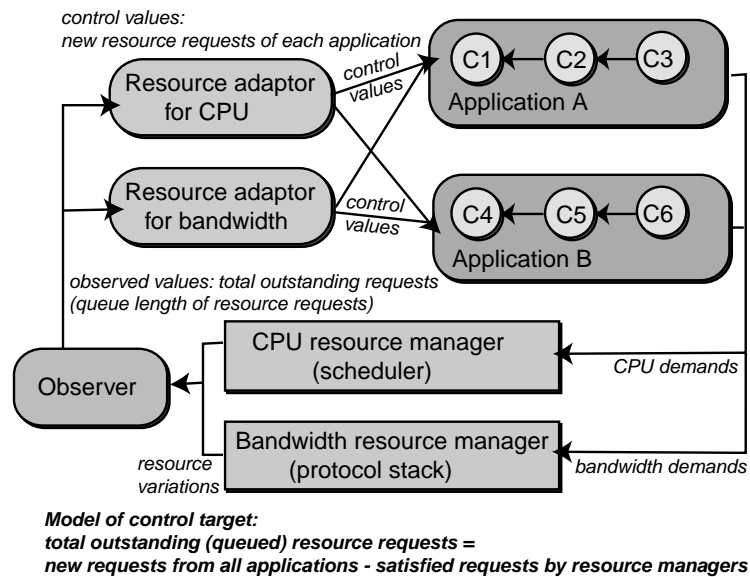 control values:
new resource requests of each application
Resource adaptor
for CPU
control
values
C1
C2
C3
Application A
Resource adaptor
for bandwidth
control
values
C4
C5
C6
Application B
observed values: total outstanding requests
(queue length of resource requests)
CPU resource manager
(scheduler)
Observer
CPU demands
Bandwidth resource manager
(protocol stack)
resource
variations
bandwidth demands
Model of control target:
total outstanding (queued) resource requests =
new requests from all applications - satisfied requests by resource managers